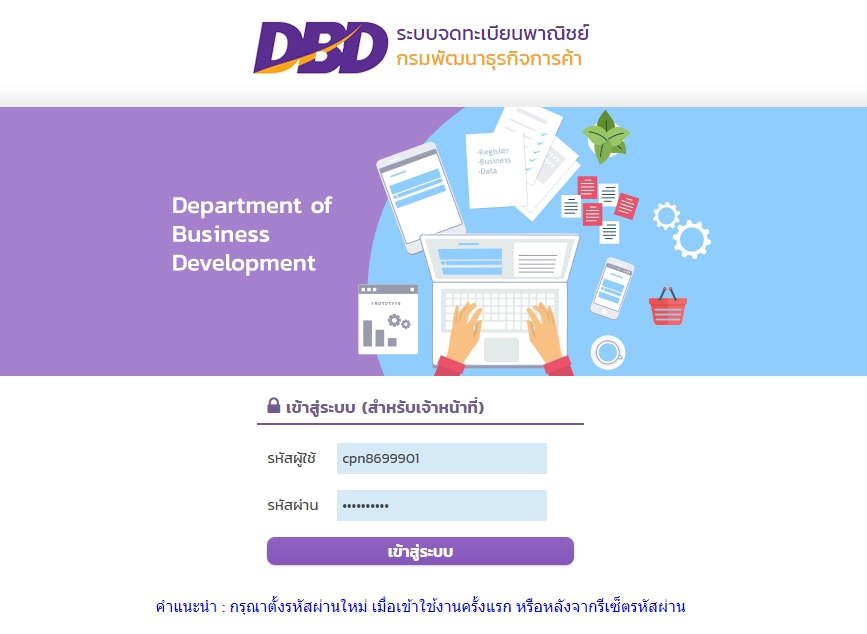 DBD
ระบบจดทะเบียนพาณิชย์
กรมพัฒนาธุรกิจการค้า
-Register
-Business
-Data
Department of
Business
Development
PROTOTYPE
เข้าสู่ระบบ (สำหรับเจ้าหน้าที่)
รหัสผู้ใช้ cpn8699901
รหัสผ่าน ••••••••••
เข้าสู่ระบบ
คำแนะนำ : กรุณาตั้งรหัสผ่านใหม่ เมื่อเข้าใช้งานครั้งแรก หรือหลังจากรีเซ็ตรหัสผ่าน